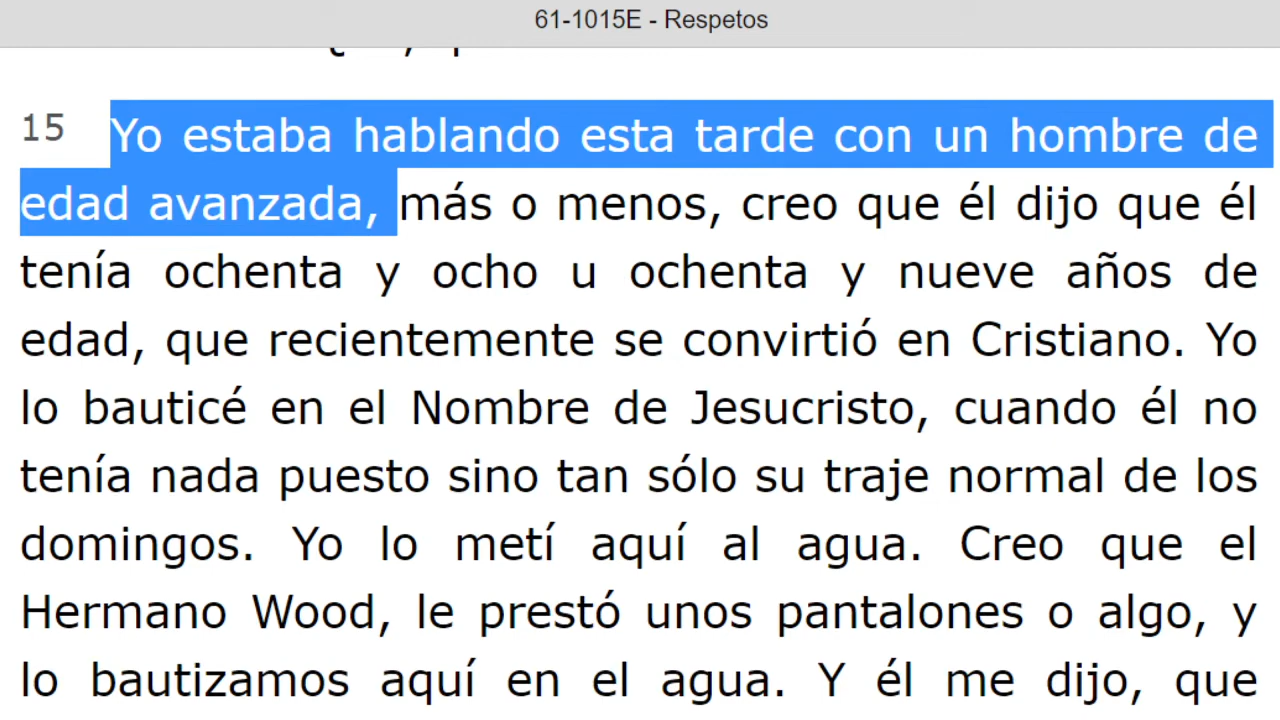 61-1015E - Respetos
15 Yo estaba hablando esta tarde con un hombre de
edad avanzada, más o menos, creo que él dijo que él
tenía ochenta y ocho u ochenta y nueve años de
edad, que recientemente se convirtió en Cristiano. Yo
lo bauticé en el Nombre de Jesucristo, cuando él no
tenía nada puesto sino tan sólo su traje normal de los
domingos. Yo lo metí aquí al agua. Creo que el
Hermano Wood, le prestó unos pantalones o algo, y
lo bautizamos aquí en el agua. Y él me dijo, que